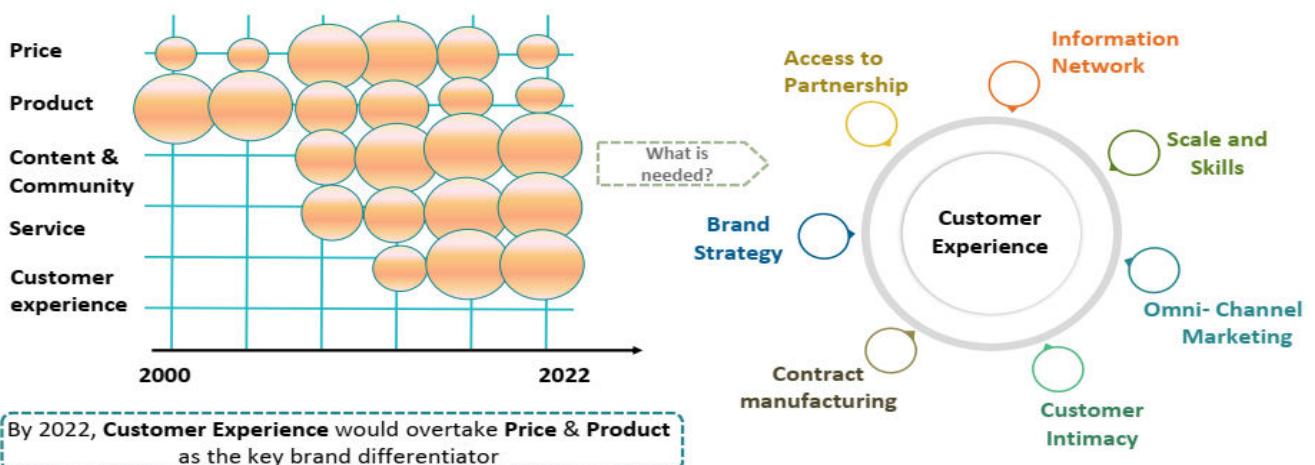 Price
Product
Content &
Community
Service
Customer
experience
2000
2022
By 2022, Customer Experience would overtake Price & Product
as the key brand differentiator
What is
needed?
Customer
Experience
Information
Network
Scale and
Skills
Omni- Channel
Marketing
Customer
Intimacy
Contract
manufacturing
Brand
Strategy
Access to
Partnership